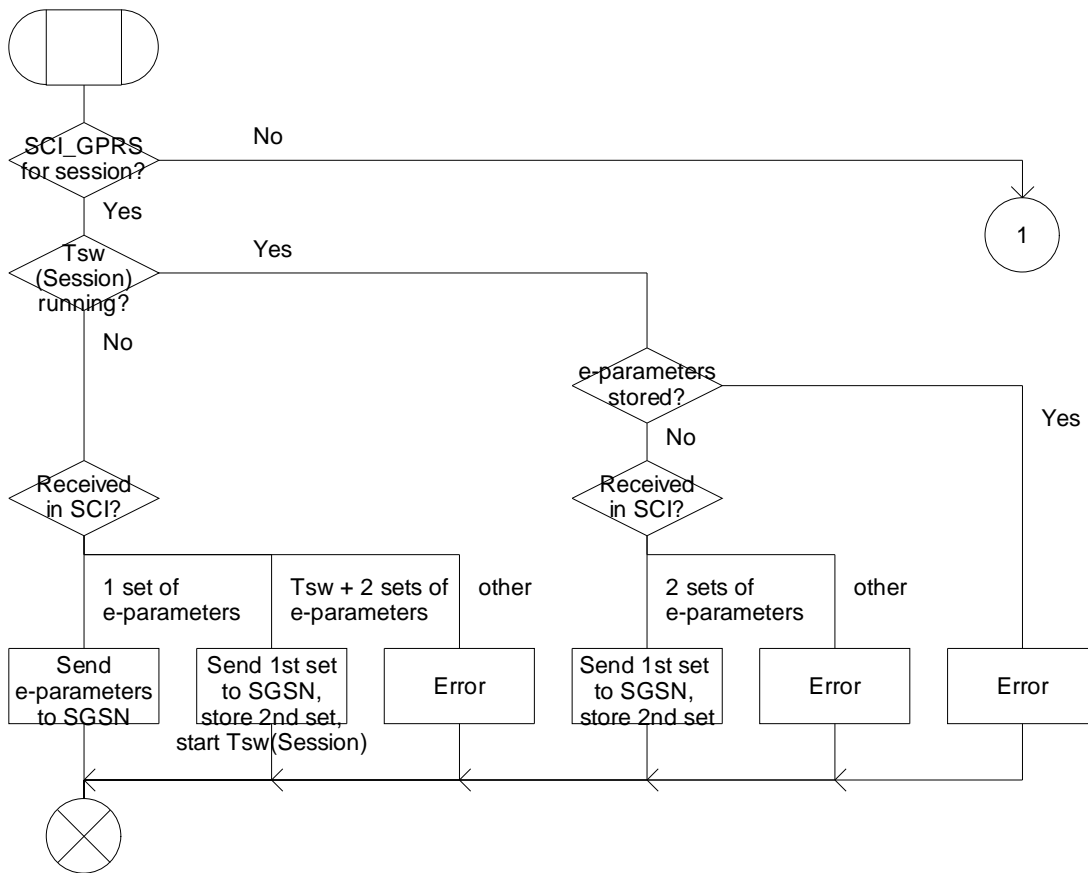 SCI_GPRS
for session?
No
Yes
1
Tsw
(Session)
running?
Yes
No
e-parameters
stored?
Yes
No
Received
in SCI?
Received
in SCI?
1 set of
e-parameters
Tsw + 2 sets of
e-parameters
other
2 sets of
e-parameters
other
Send
e-parameters
to SGSN
Send 1st set
to SGSN,
store 2nd set,
start Tsw(Session)
Error
Send 1st set
to SGSN,
store 2nd set
Error
Error